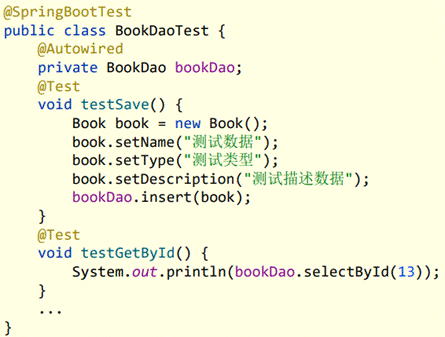 @SpringBootTest
public class BookDaoTest {
    @Autowired
    private BookDao bookDao;
    @Test
    void testSave() {
        Book book = new Book();
        book.setName("测试数据");
        book.setType("测试类型");
        book.setDescription("测试描述数据");
        bookDao.insert(book);
    }
    @Test
    void testGetById() {
        System.out.println(bookDao.selectById(13));
    }
    ...
}